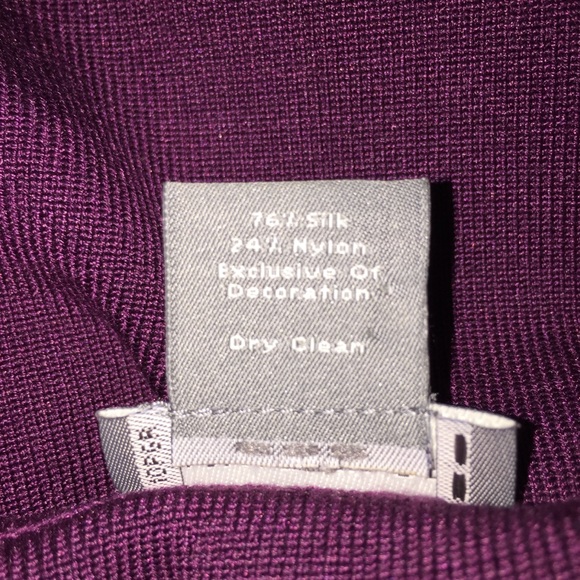 76% Silk
24% Nylon
Exclusive Of
Decoration
Dry Clean